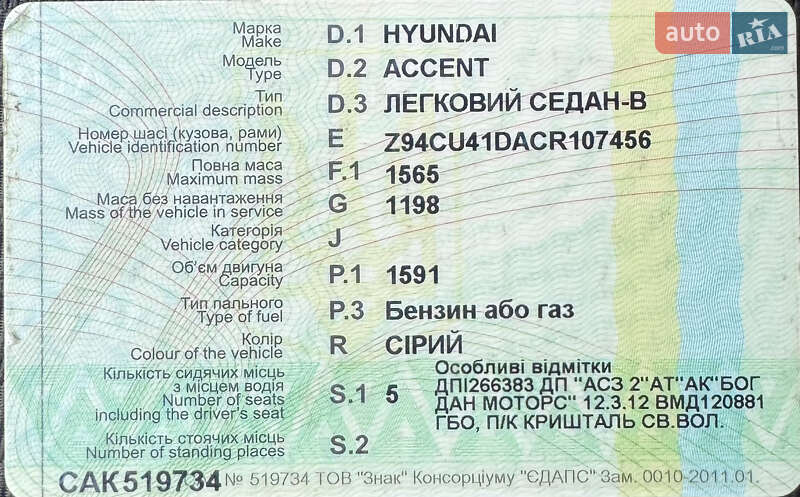 auto RIA .com
Марка D.1 HYUNDAI
Make
Модель D.2 ACCENT
Type
Тип D.3 ЛЕГКОВИЙ СЕДАН-В
Commercial description
Номер шасі (кузова, рами) E Z94CU41DACR107456
Vehicle identification number
Повна маса F.1 1565
Maximum mass
Маса без навантаження G 1198
Mass of the vehicle in service
Категорія J
Vehicle category
Об'єм двигуна P.1 1591
Capacity
Тип пального P.3 Бензин або газ
Type of fuel
Колір R СІРИЙ
Colour of the vehicle
Кількість сидячих місць
з місцем водія
Number of seats
including the driver's seat
S.1 5
Особливі відмітки
ДПІ266383 ДП "АСЗ 2"АТ"АК"БОГ
ДАН МОТОРС" 12.3.12 ВМД120881
ГБО, П/К КРИШТАЛЬ СВ.ВОЛ.
Кількість стоячих місць S.2
Number of standing places
САК519734 № 519734 ТОВ "Знак" Консорціуму "ЄДАПС" Зам. 0010-2011.01.